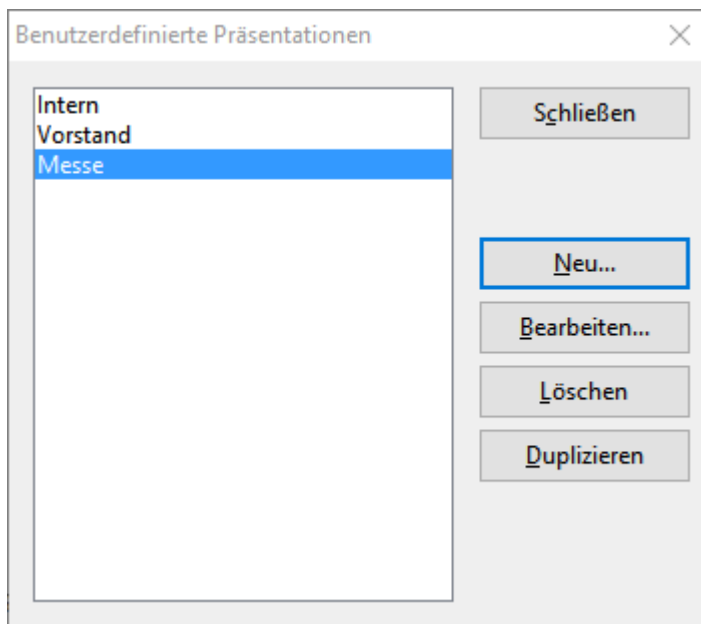 Benutzerdefinierte Präsentationen
Intern
Vorstand
Messe
Schließen
Neu...
Bearbeiten...
Löschen
Duplizieren